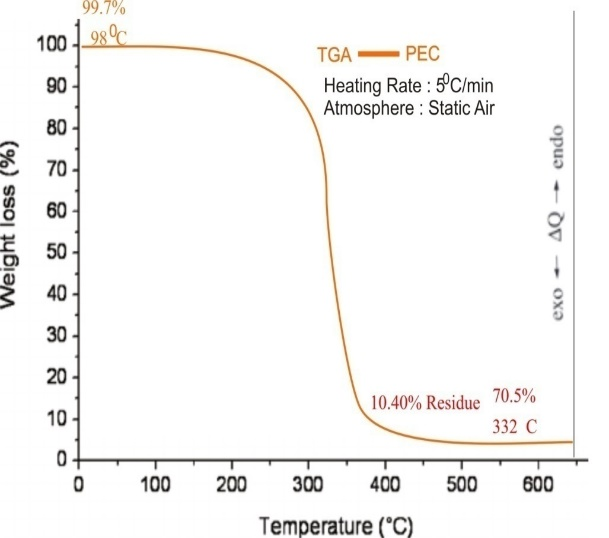 99.7%
98⁰C
TGA PEC
Heating Rate : 5⁰C/min
Atmosphere : Static Air
100
90
80
70
60
50
40
30
20
10
0
Weight loss (%)
exo ← ΔQ → endo
10.40% Residue
70.5%
332 C
0 100 200 300 400 500 600
Temperature (°C)